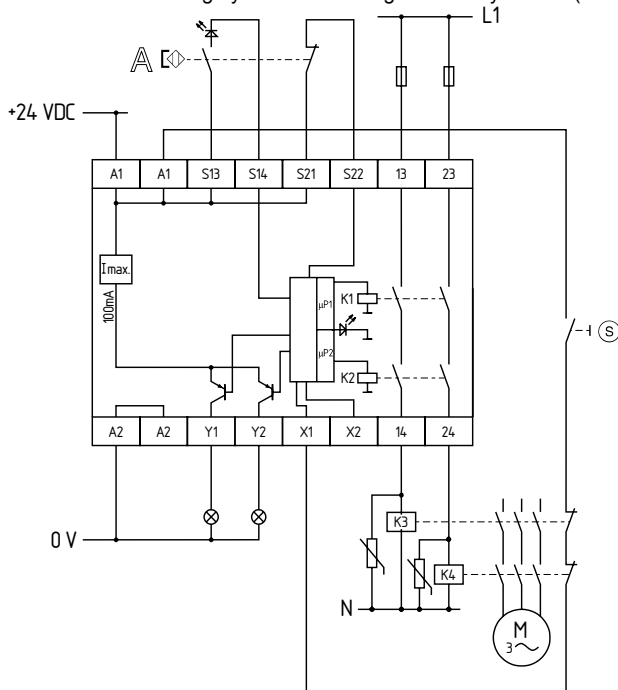 L1
A
+24 VDC
A1 A1 S13 S14 S21 S22 13 23
Imax.
100mA
µP1
K1
µP2
K2
S
A2 A2 Y1 Y2 X1 X2 14 24
K3
0 V
K4
N
M
3